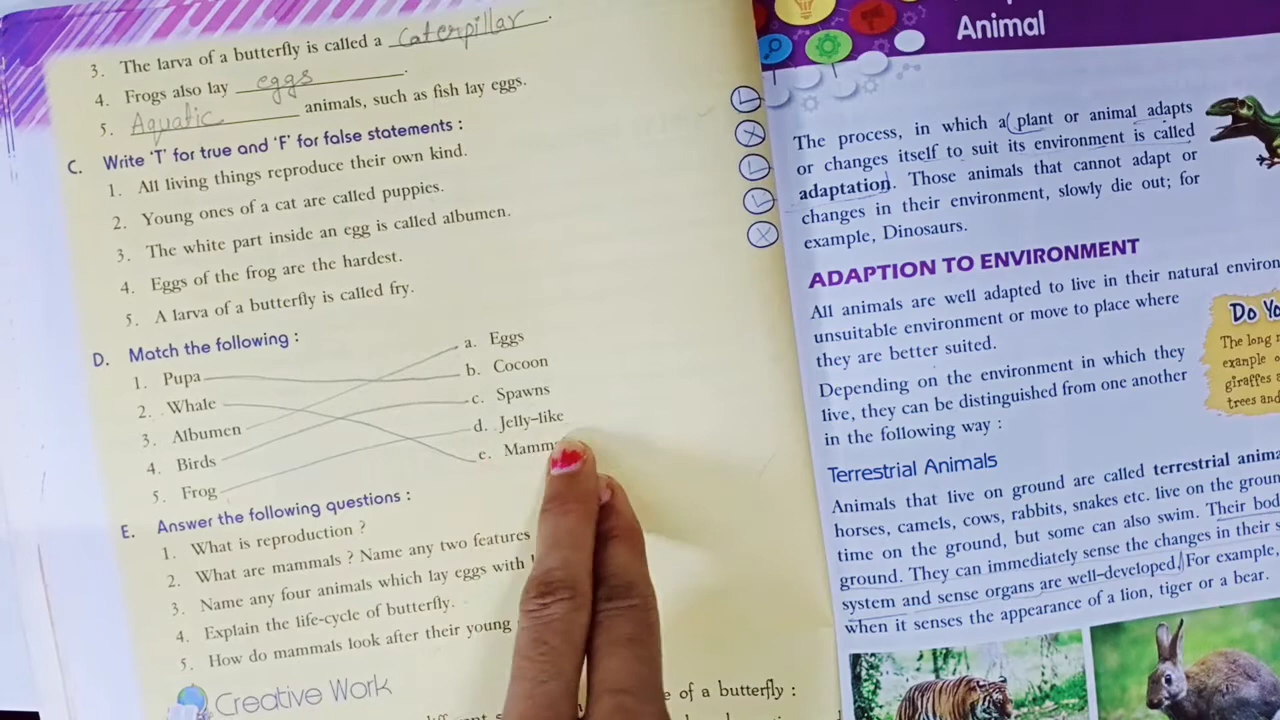 3. The larva of a butterfly is called a caterpillar.
4. Frogs also lay eggs.
5. Aquatic animals, such as fish lay eggs.
C. Write 'T' for true and 'F' for false statements :
1. All living things reproduce their own kind.
2. Young ones of a cat are called puppies.
3. The white part inside an egg is called albumen.
4. Eggs of the frog are the hardest.
5. A larva of a butterfly is called fry.
D. Match the following :
1. Pupa a. Eggs
2. Whale b. Cocoon
3. Albumen c. Spawns
4. Birds d. Jelly-like
5. Frog e.
E. Answer the following questions :
1. What is reproduction ?
2. What are mammals ? Name any two features
3. Name any four animals which lay eggs with
4. Explain the life-cycle of butterfly.
5. How do mammals look after their young
Creative Work
of a butterfly :
Animal
The process, in which a plant or animal adapts
or changes itself to suit its environment is called
adaptation. Those animals that cannot adapt or
changes in their environment, slowly die out; for
example, Dinosaurs.
ADAPTION TO ENVIRONMENT
All animals are well adapted to live in their natural
unsuitable environment or move to place where
they are better suited.
Depending on the environment in which they
live, they can be distinguished from one another
in the following way :
Do
The long
example
giraffes
trees and
Terrestrial Animals
Animals that live on ground are called terrestrial
horses, camels, cows, rabbits, snakes etc. live on the
time on the ground, but some can also swim. Their
ground. They can immediately sense the changes in their
system and sense organs are well-developed. For example,
when it senses the appearance of a lion, tiger or a bear.